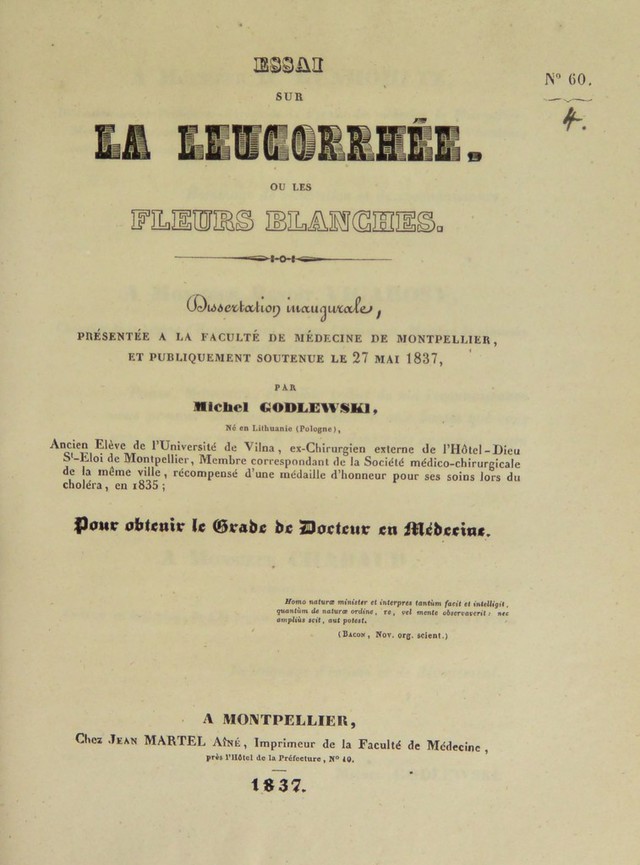 ESSAI
SUR
LA LEUCORRHÉE,
OU LES
FLEURS BLANCHES.
Dissertation inaugurale,
PRÉSENTÉE A LA FACULTÉ DE MÉDECINE DE MONTPELLIER,
ET PUBLIQUEMENT SOUTENUE LE 27 MAI 1837,
PAR
Michel GODLEWSKI,
Né en Lithuanie (Pologne),
Ancien Elève de l'Université de Vilna, ex-Chirurgien externe de l'Hôtel-Dieu
St-Eloi de Montpellier, Membre correspondant de la Société médico-chirurgicale
de la même ville, récompensé d'une médaille d'honneur pour ses soins lors du
choléra, en 1835;
Pour obtenir le Grade de Docteur en Médecine.
Homo naturæ minister et interpres tantùm facit et intelligit,
quantùm de naturæ ordine, re, vel mente observaverit: nec
ampliùs scit, aut potest.
(BACON, Nov. org. scient.)
A MONTPELLIER,
Chez JEAN MARTEL AÎNÉ, Imprimeur de la Faculté de Médecine,
près l'Hôtel de la Préfecture, N° 10.
1837.
N° 60.
4.